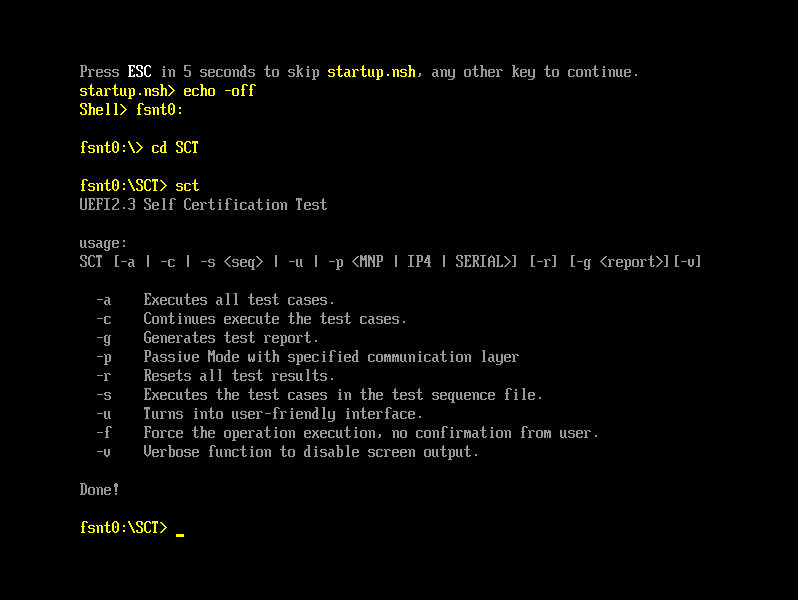 Press ESC in 5 seconds to skip startup.nsh, any other key to continue.
startup.nsh> echo -off
Shell> fsnt0:
fsnt0:\> cd SCT
fsnt0:\SCT> sct
UEFI2.3 Self Certification Test
usage:
SCT [-a | -c | -s <seq> | -u | -p <MNP | IP4 | SERIAL>] [-r] [-g <report>][-v]
-a    Executes all test cases.
-c    Continues execute the test cases.
-g    Generates test report.
-p    Passive Mode with specified communication layer
-r    Resets all test results.
-s    Executes the test cases in the test sequence file.
-u    Turns into user-friendly interface.
-f    Force the operation execution, no confirmation from user.
-v    Verbose function to disable screen output.
Done!
fsnt0:\SCT> _